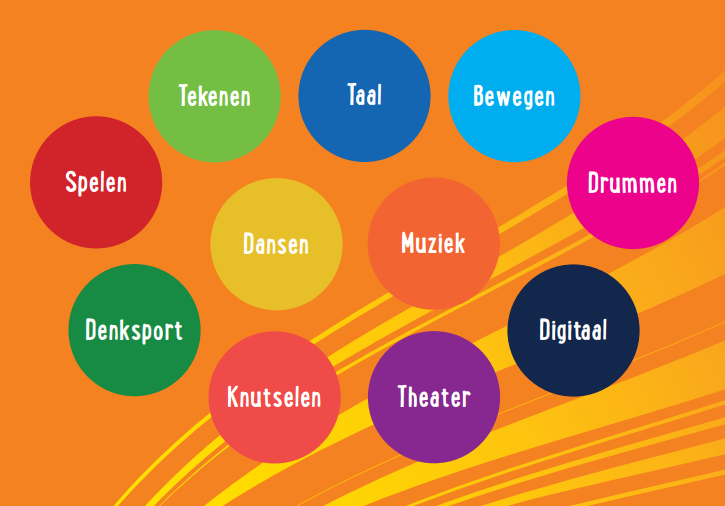 Tekenen
Taal
Bewegen
Spelen
Drummen
Dansen
Muziek
Denksport
Digitaal
Knutselen
Theater